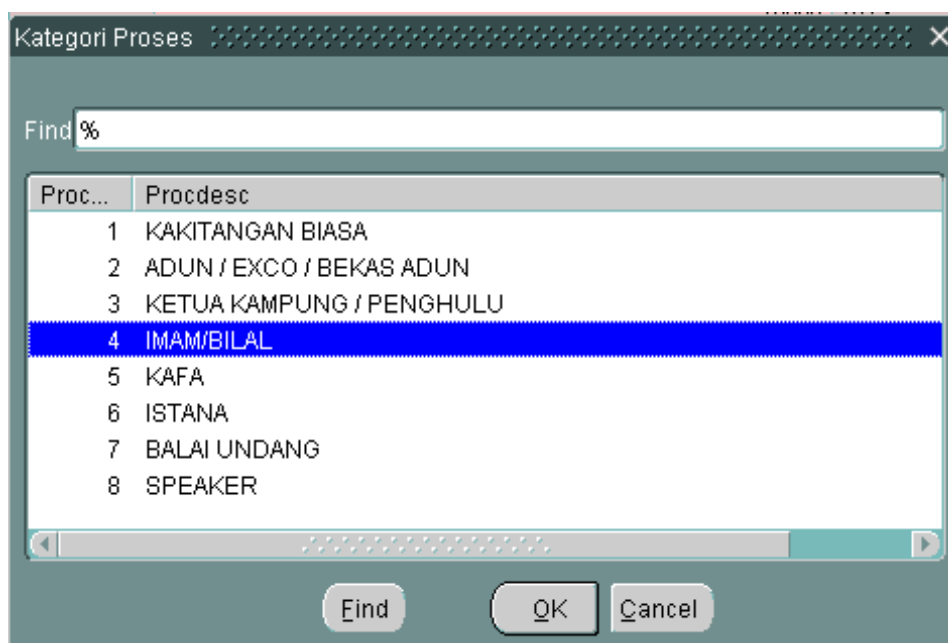 Kategori Proses
Find %
Proc... Procdesc
1 KAKITANGAN BIASA
2 ADUN / EXCO / BEKAS ADUN
3 KETUA KAMPUNG / PENGHULU
4 IMAM/BILAL
5 KAFA
6 ISTANA
7 BALAI UNDANG
8 SPEAKER
Find OK Cancel